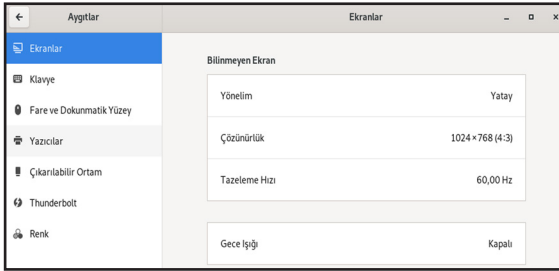 Aygıtlar
Ekranlar
Ekranlar
Klavye
Fare ve Dokunmatik Yüzey
Yazıcılar
Çıkarılabilir Ortam
Thunderbolt
Renk
Bilinmeyen Ekran
Yönelim Yatay
Çözünürlük 1024×768 (4:3)
Tazeleme Hızı 60,00 Hz
Gece Işığı Kapalı